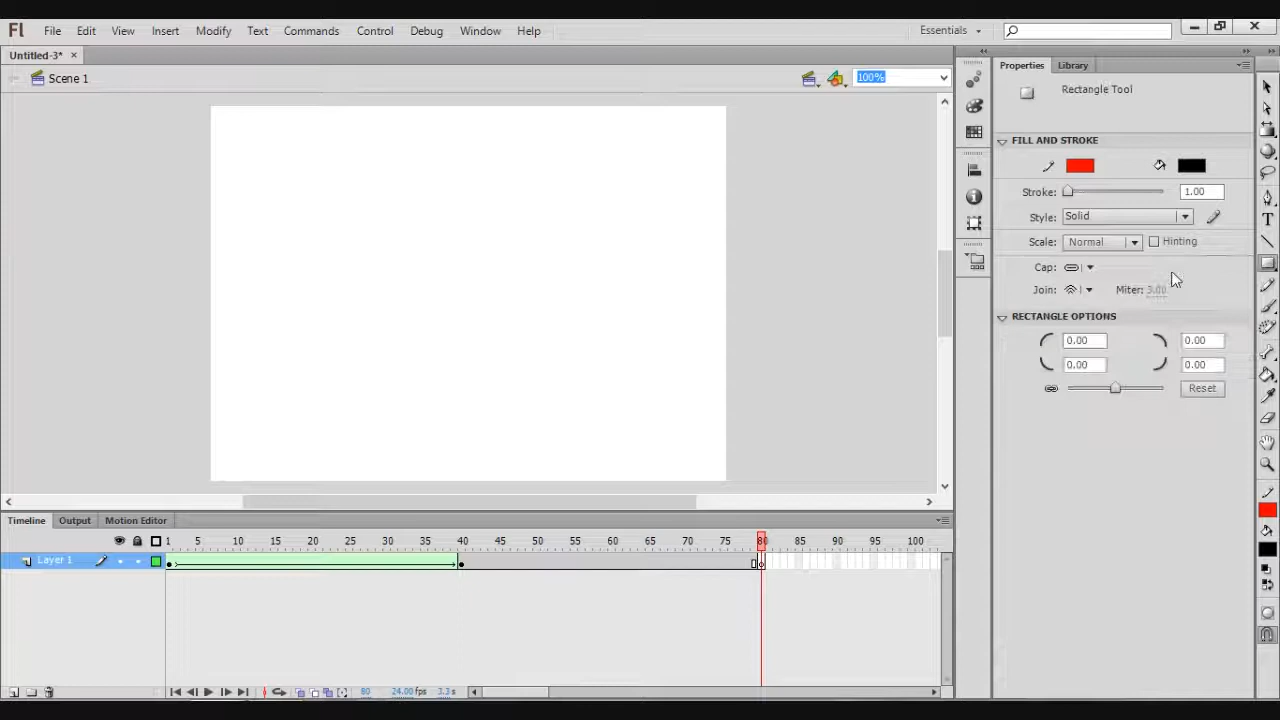 Fl File Edit View Insert Modify Text Commands Control Debug Window Help Essentials
Untitled-3* ×
Scene 1 100%
Properties Library
Rectangle Tool
FILL AND STROKE
Stroke: 1.00
Style: Solid
Scale: Normal Hinting
Cap:
Join: Miter: 3.00
RECTANGLE OPTIONS
0.00 0.00
0.00 0.00
Reset
Timeline Output Motion Editor
1 5 10 15 20 25 30 35 40 45 50 55 60 65 70 75 80 85 90 95 100
Layer 1
80 24.00 fps 3.3 s